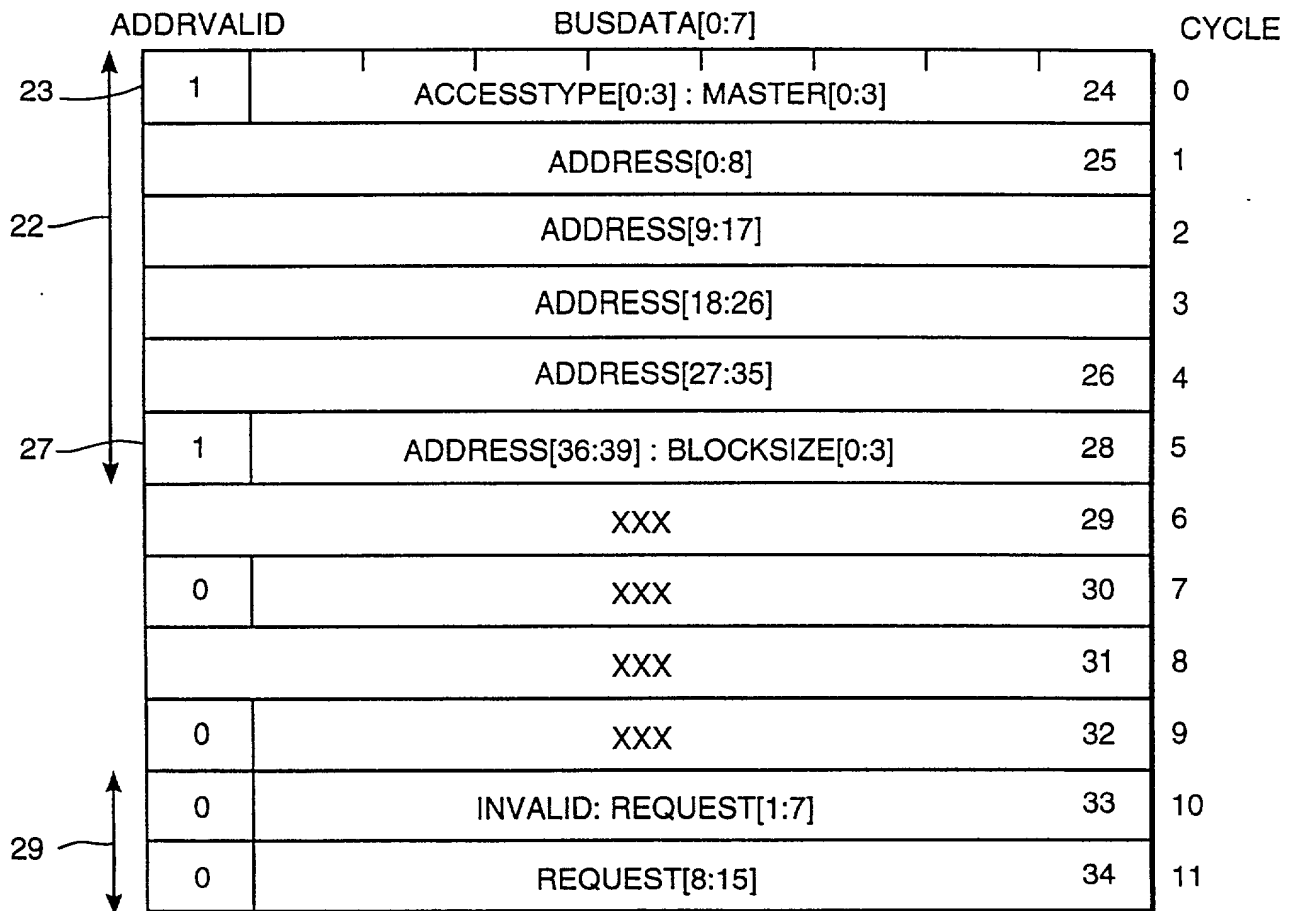 ADDRVALID BUSDATA[0:7] CYCLE
23 1 ACCESSTYPE[0:3] : MASTER[0:3] 24 0
ADDRESS[0:8] 25 1
22 ADDRESS[9:17] 2
ADDRESS[18:26] 3
ADDRESS[27:35] 26 4
27 1 ADDRESS[36:39] : BLOCKSIZE[0:3] 28 5
XXX 29 6
0 XXX 30 7
XXX 31 8
0 XXX 32 9
0 INVALID: REQUEST[1:7] 33 10
29
0 REQUEST[8:15] 34 11